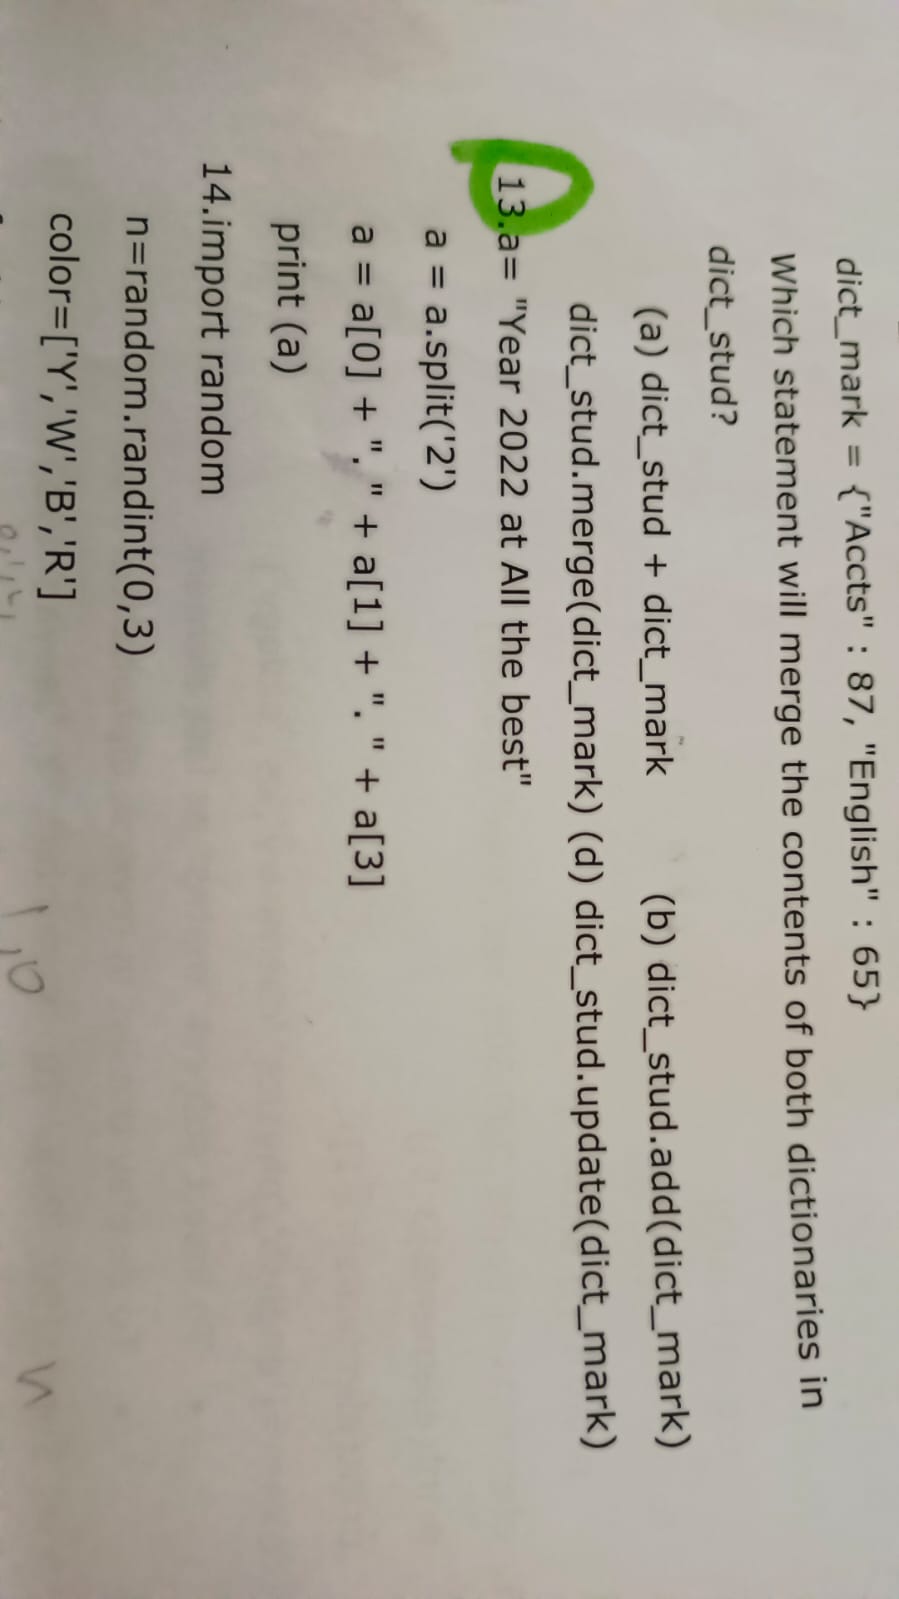 dict_mark = {"Accts" : 87, "English" : 65}
Which statement will merge the contents of both dictionaries in
dict_stud?
(a) dict_stud + dict_mark (b) dict_stud.add(dict_mark)
dict_stud.merge(dict_mark) (d) dict_stud.update(dict_mark)
13.a= "Year 2022 at All the best"
a = a.split('2')
a = a[0] + ". " + a[1] + ". " + a[3]
print (a)
14.import random
n=random.randint(0,3)
color=['Y','W','B','R']
1,0 n